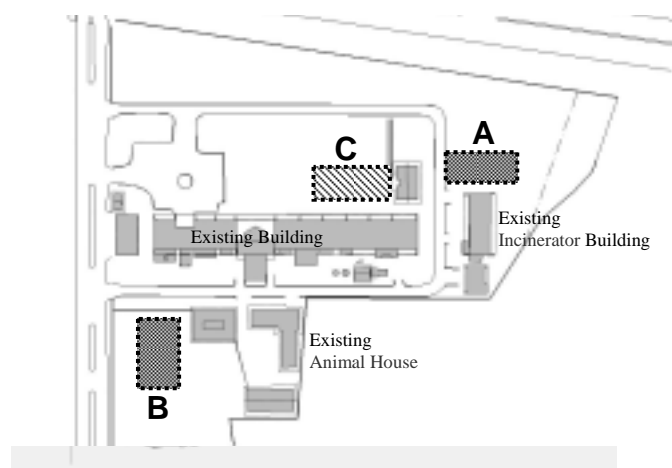 A
C
Existing
Incinerator Building
Existing Building
Existing
Animal House
B